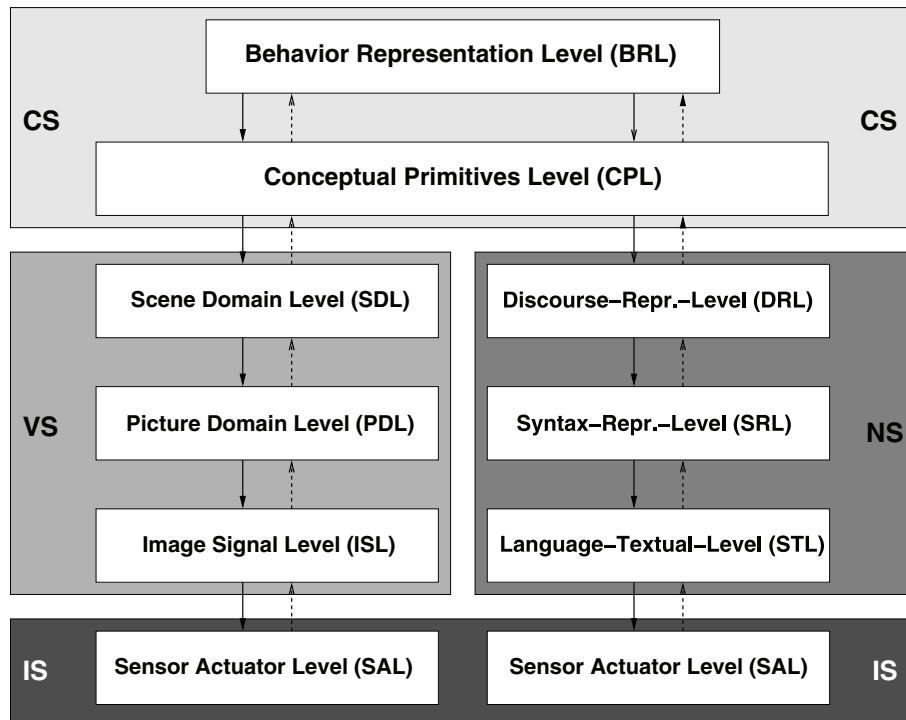 Behavior Representation Level (BRL)
CS
CS
Conceptual Primitives Level (CPL)
Scene Domain Level (SDL)
Discourse–Repr.–Level (DRL)
VS
Picture Domain Level (PDL)
Syntax–Repr.–Level (SRL)
NS
Image Signal Level (ISL)
Language–Textual–Level (STL)
IS
Sensor Actuator Level (SAL)
Sensor Actuator Level (SAL)
IS